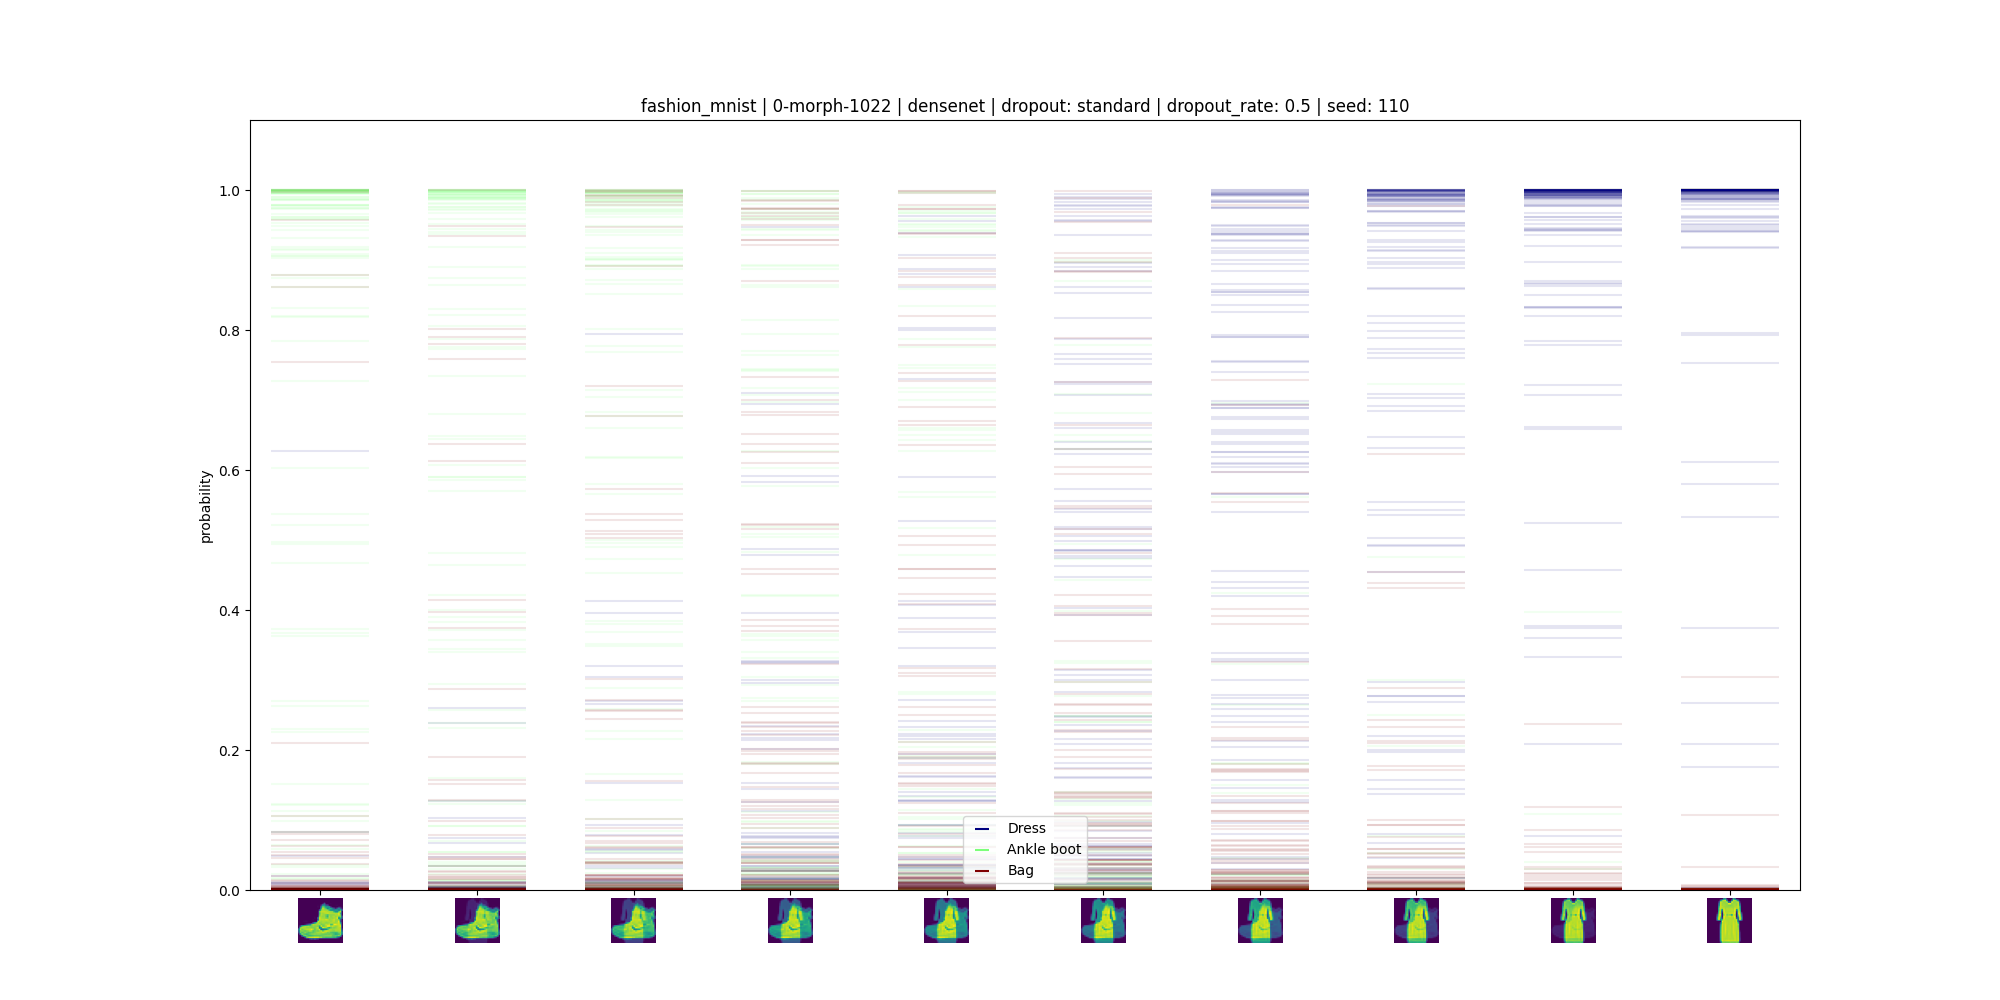 fashion_mnist | 0-morph-1022 | densenet | dropout: standard | dropout_rate: 0.5 | seed: 110
probability
1.0
0.8
0.6
0.4
0.2
0.0
Dress
Ankle boot
Bag